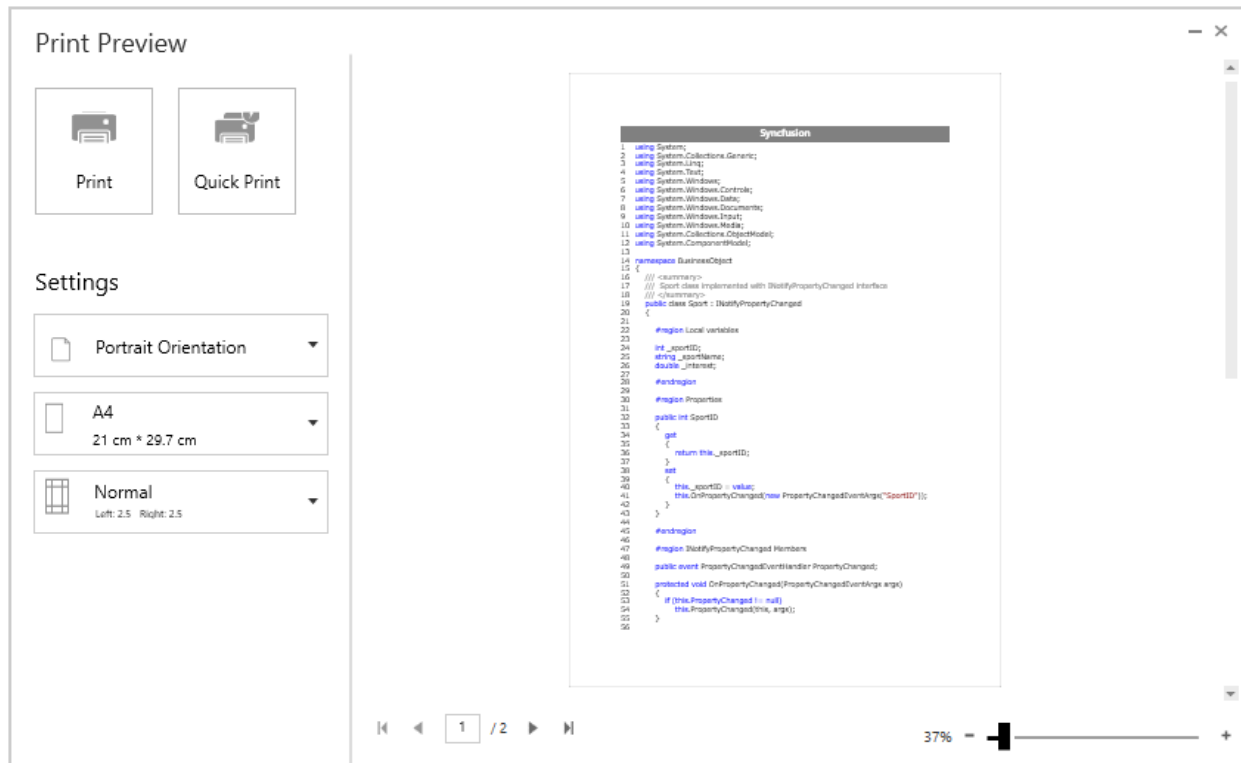 Print Preview
Print
Quick Print
Settings
Portrait Orientation
A4
21 cm * 29.7 cm
Normal
Left: 2.5 Right: 2.5
Syncfusion
1 using System;
2 using System.Collections.Generic;
3 using System.Linq;
4 using System.Text;
5 using System.Windows;
6 using System.Windows.Controls;
7 using System.Windows.Data;
8 using System.Windows.Documents;
9 using System.Windows.Input;
10 using System.Windows.Media;
11 using System.Collections.ObjectModel;
12 using System.ComponentModel;
13
14 namespace BusinessObject
15 {
16 /// <summary>
17 /// Sport class implemented with INotifyPropertyChanged interface
18 /// </summary>
19 public class Sport : INotifyPropertyChanged
20 {
21
22 #region Local variables
23
24 int _sportID;
25 string _sportName;
26 double _interest;
27
28 #endregion
29
30 #region Properties
31
32 public int SportID
33 {
34 get
35 {
36 return this._sportID;
37 }
38 set
39 {
40 this._sportID = value;
41 this.OnPropertyChanged(new PropertyChangedEventArgs("SportID"));
42 }
43 }
44
45 #endregion
46
47 #region INotifyPropertyChanged Members
48
49 public event PropertyChangedEventHandler PropertyChanged;
50
51 protected void OnPropertyChanged(PropertyChangedEventArgs args)
52 {
53 if (this.PropertyChanged != null)
54 this.PropertyChanged(this, args);
55 }
56
1 / 2
37%